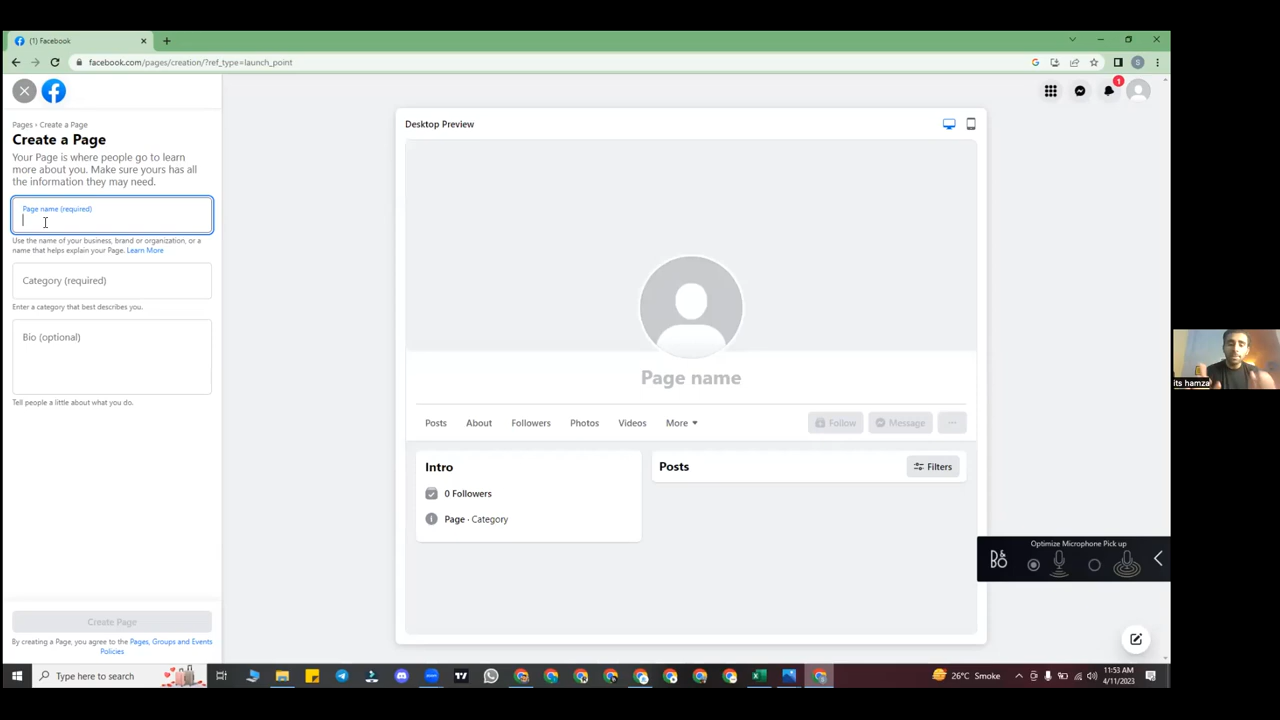 (1) Facebook
facebook.com/pages/creation/?ref_type=launch_point
1
Pages › Create a Page
Create a Page
Your Page is where people go to learn
more about you. Make sure yours has all
the information they may need.
Page name (required)
Use the name of your business, brand or organization, or a
name that helps explain your Page. Learn More
Category (required)
Enter a category that best describes you.
Bio (optional)
Tell people a little about what you do.
Create Page
By creating a Page, you agree to the Pages, Groups and Events
Policies
Desktop Preview
Page name
Posts About Followers Photos Videos More Follow Message ...
Intro
0 Followers
Page · Category
Posts
Filters
its hamza
Optimize Microphone Pick up
B&O
Type here to search
26°C Smoke
11:53 AM
4/11/2023